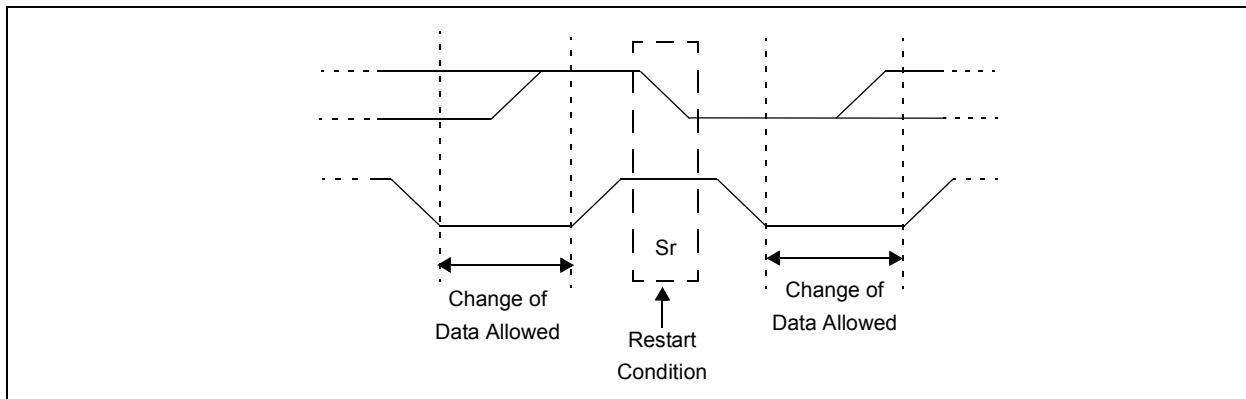 Sr
Change of
Data Allowed
Restart
Condition
Change of
Data Allowed